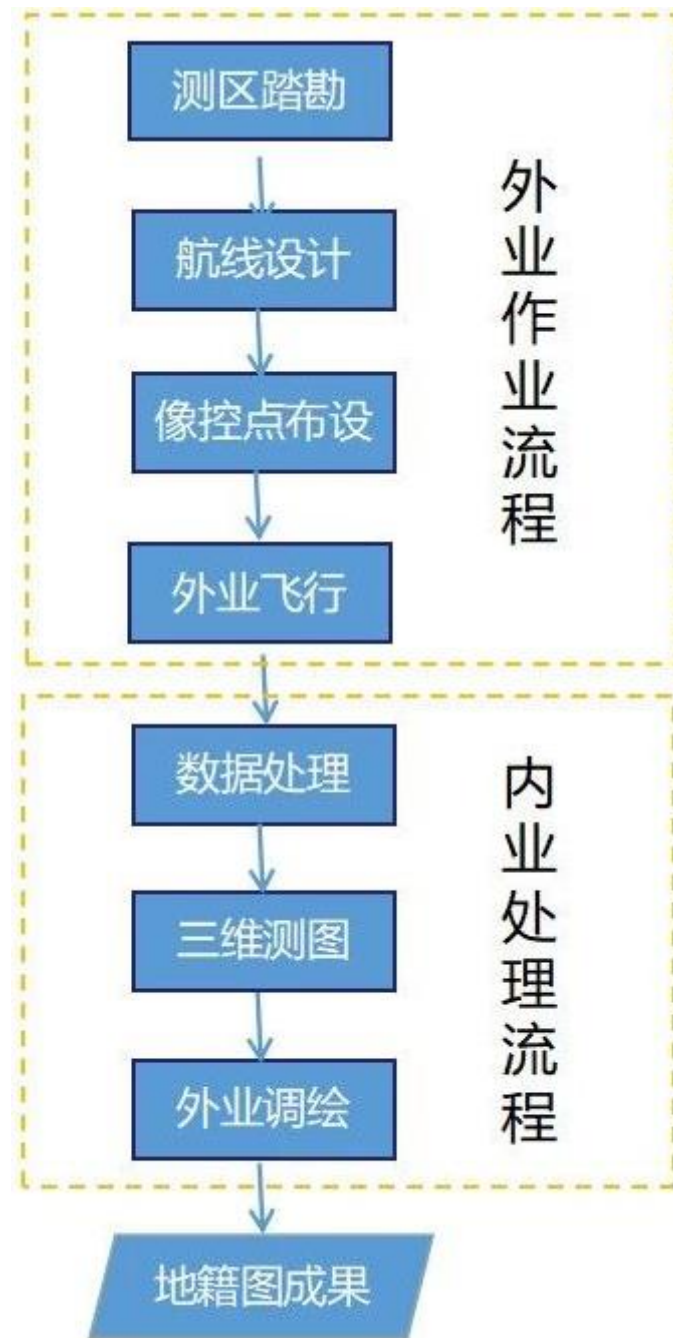 测区踏勘
航线设计
像控点布设
外业飞行
外业作业流程
数据处理
三维测图
外业调绘
内业处理流程
地籍图成果